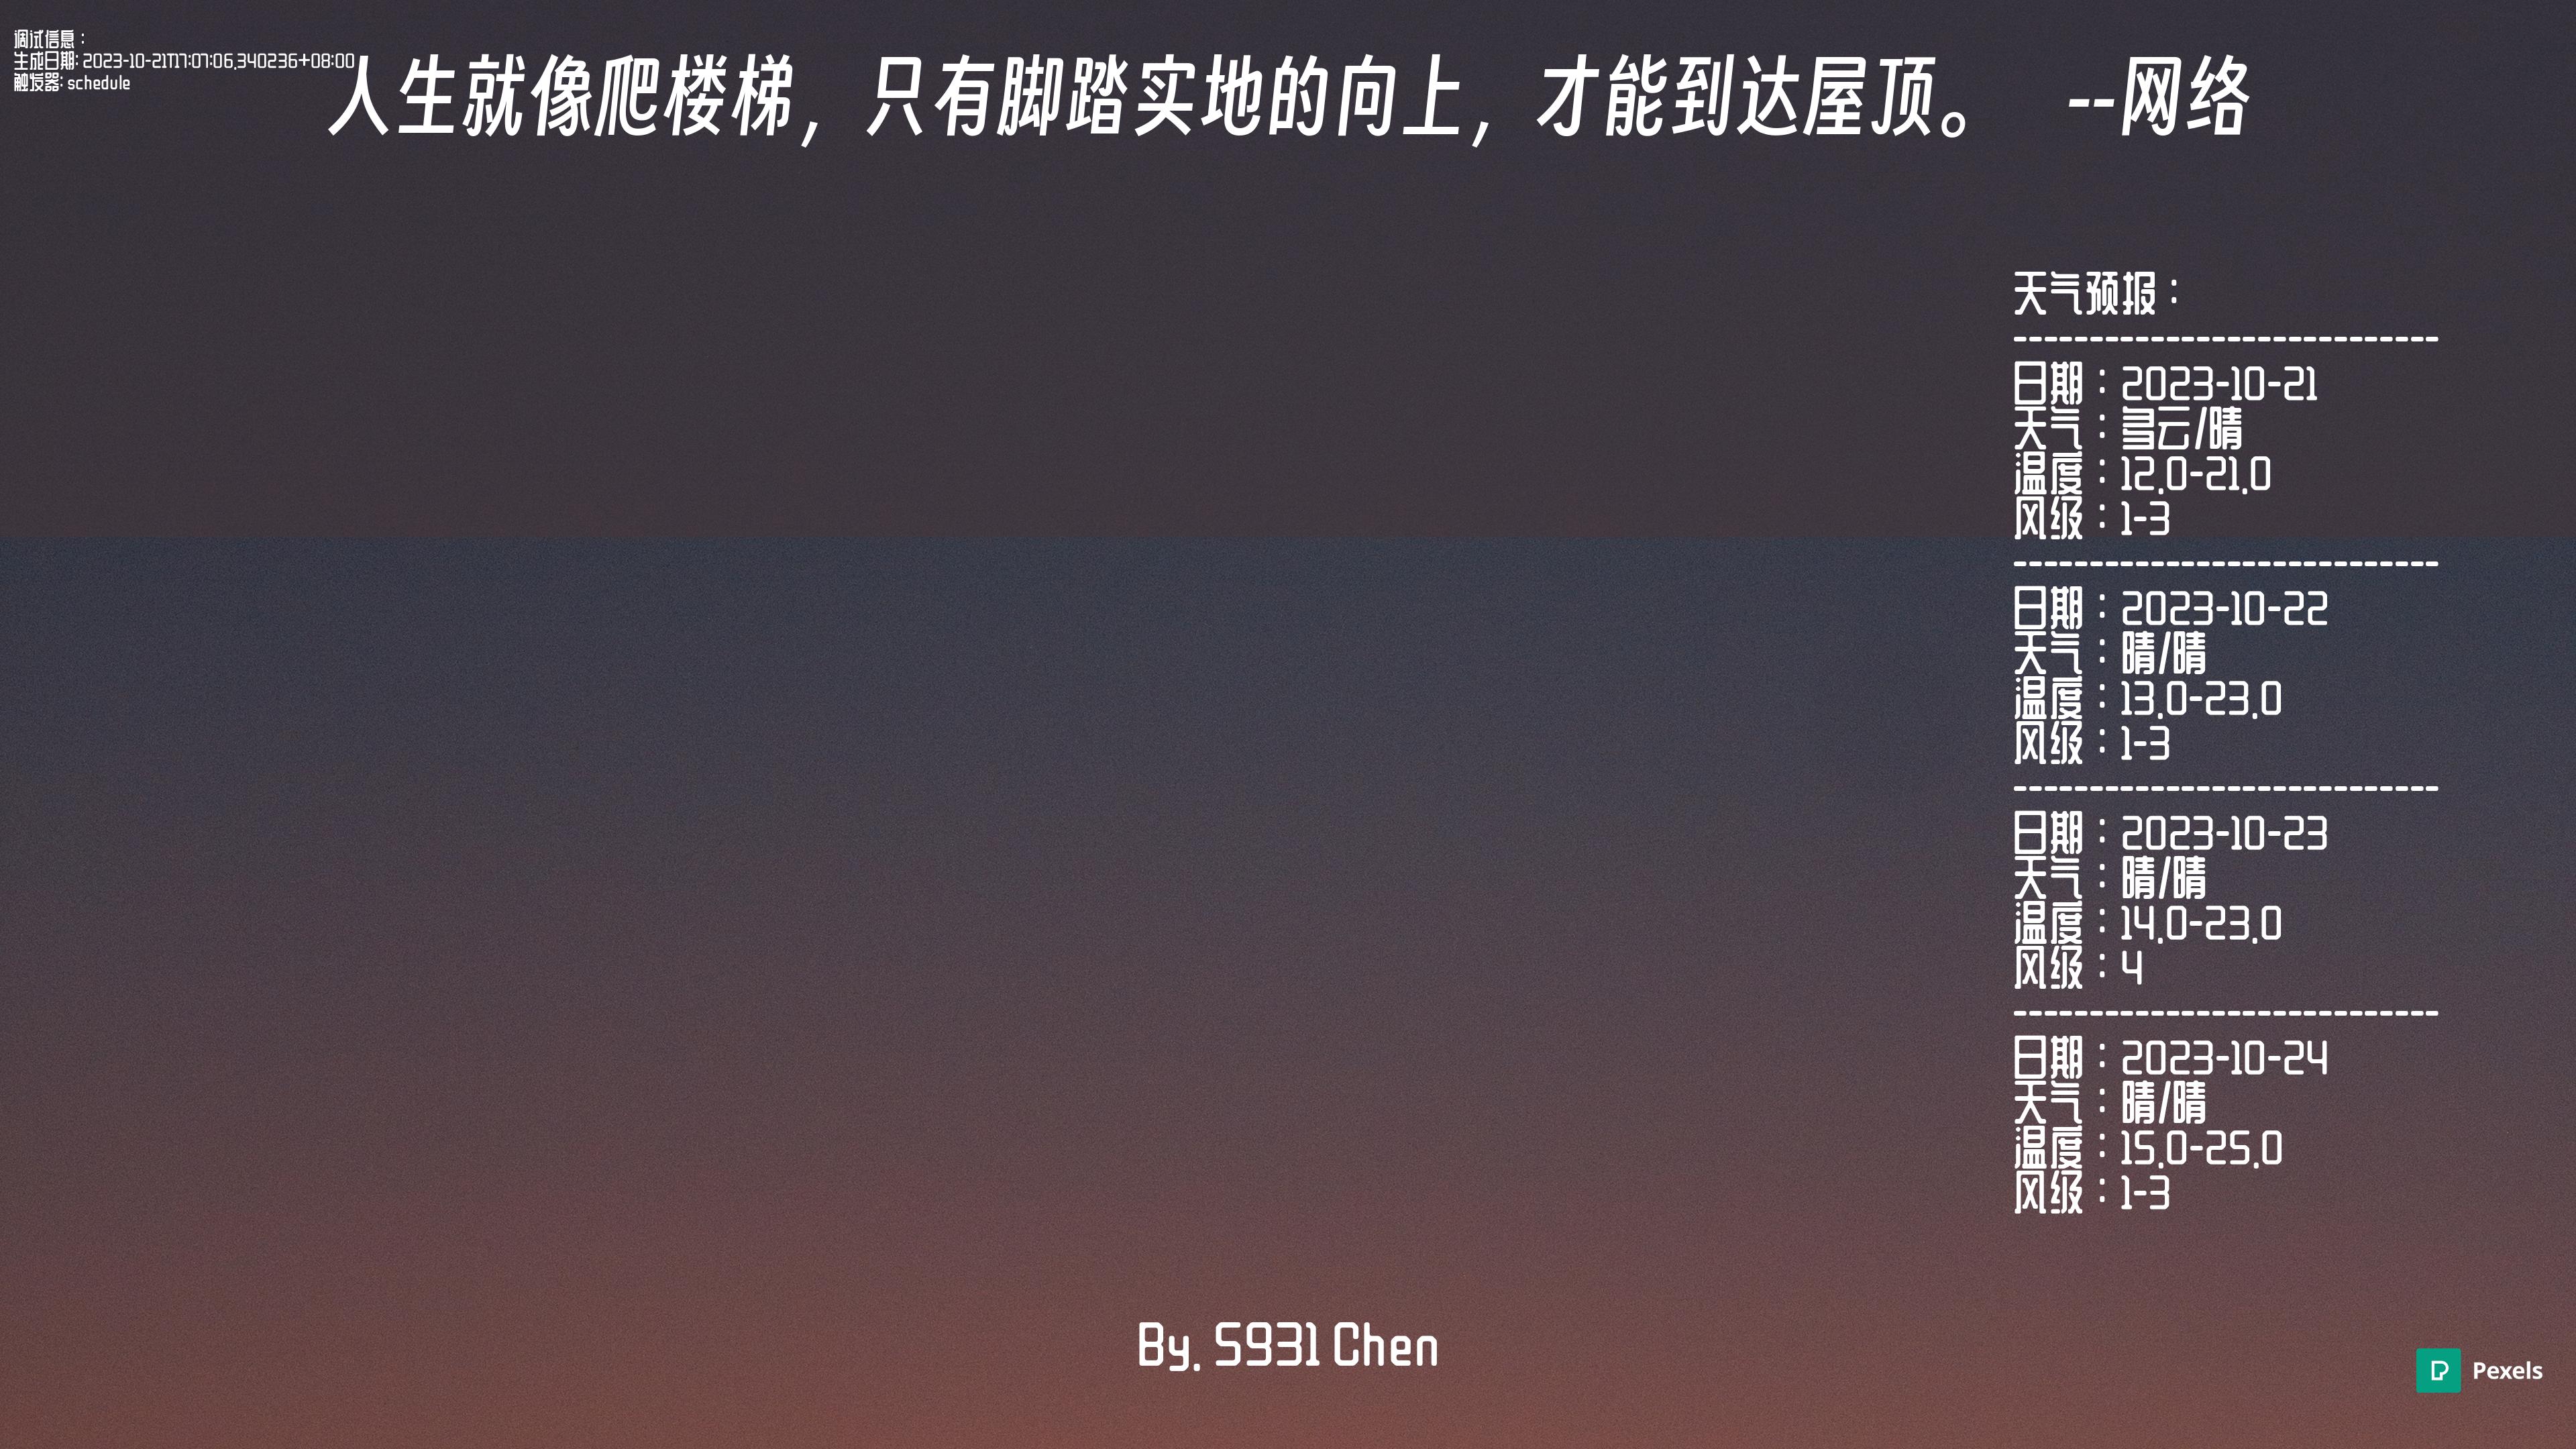 调试信息：
生成日期: 2023-10-21T17:07:06.340236+08:00
触发器: schedule
人生就像爬楼梯，只有脚踏实地的向上，才能到达屋顶。 --网络
天气预报：
----------------------------
日期：2023-10-21
天气：多云/晴
温度：12.0-21.0
风级：1-3
----------------------------
日期：2023-10-22
天气：晴/晴
温度：13.0-23.0
风级：1-3
----------------------------
日期：2023-10-23
天气：晴/晴
温度：14.0-23.0
风级：4
----------------------------
日期：2023-10-24
天气：晴/晴
温度：15.0-25.0
风级：1-3
By. S931 Chen
Pexels